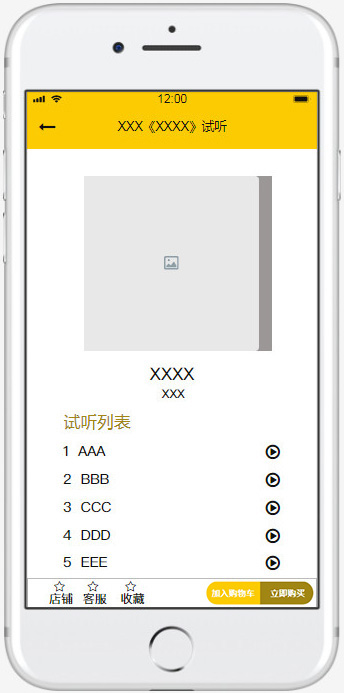 12:00
XXX《XXXX》试听
XXXX
XXX
试听列表
1 AAA
2 BBB
3 CCC
4 DDD
5 EEE
店铺 客服 收藏 加入购物车 立即购买